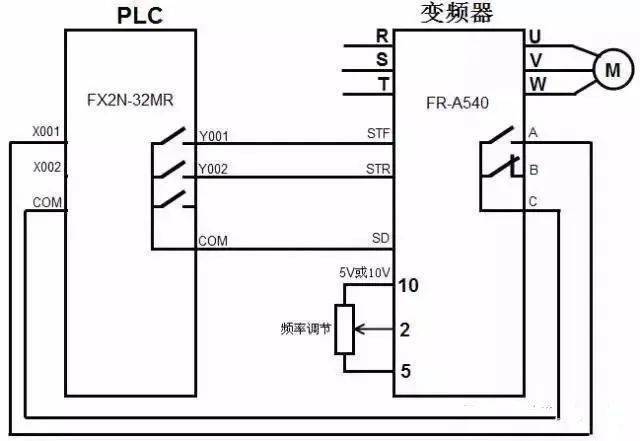 PLC
变频器
FX2N-32MR
FR-A540
R
S
T
U
V
W
M
X001
X002
COM
Y001
Y002
COM
STF
STR
SD
A
B
C
5V或10V
10
频率调节
2
5